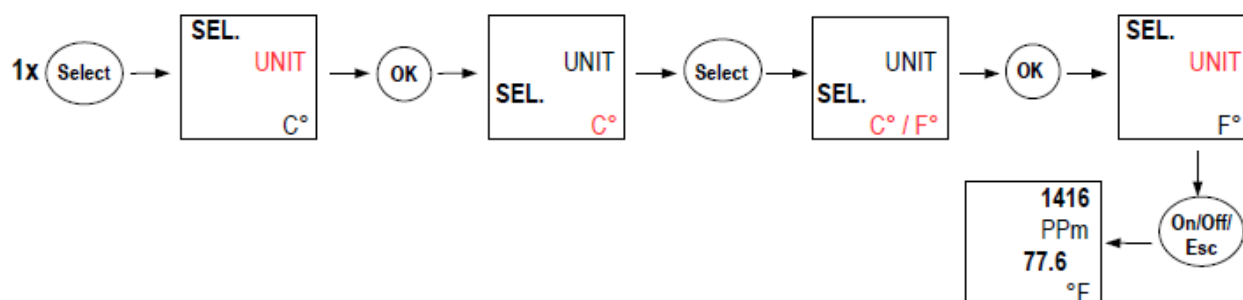 1x
Select
SEL.
UNIT
C°
OK
UNIT
SEL.
C°
Select
UNIT
SEL.
C° / F°
OK
SEL.
UNIT
F°
On/Off/
Esc
1416
PPm
77.6
°F